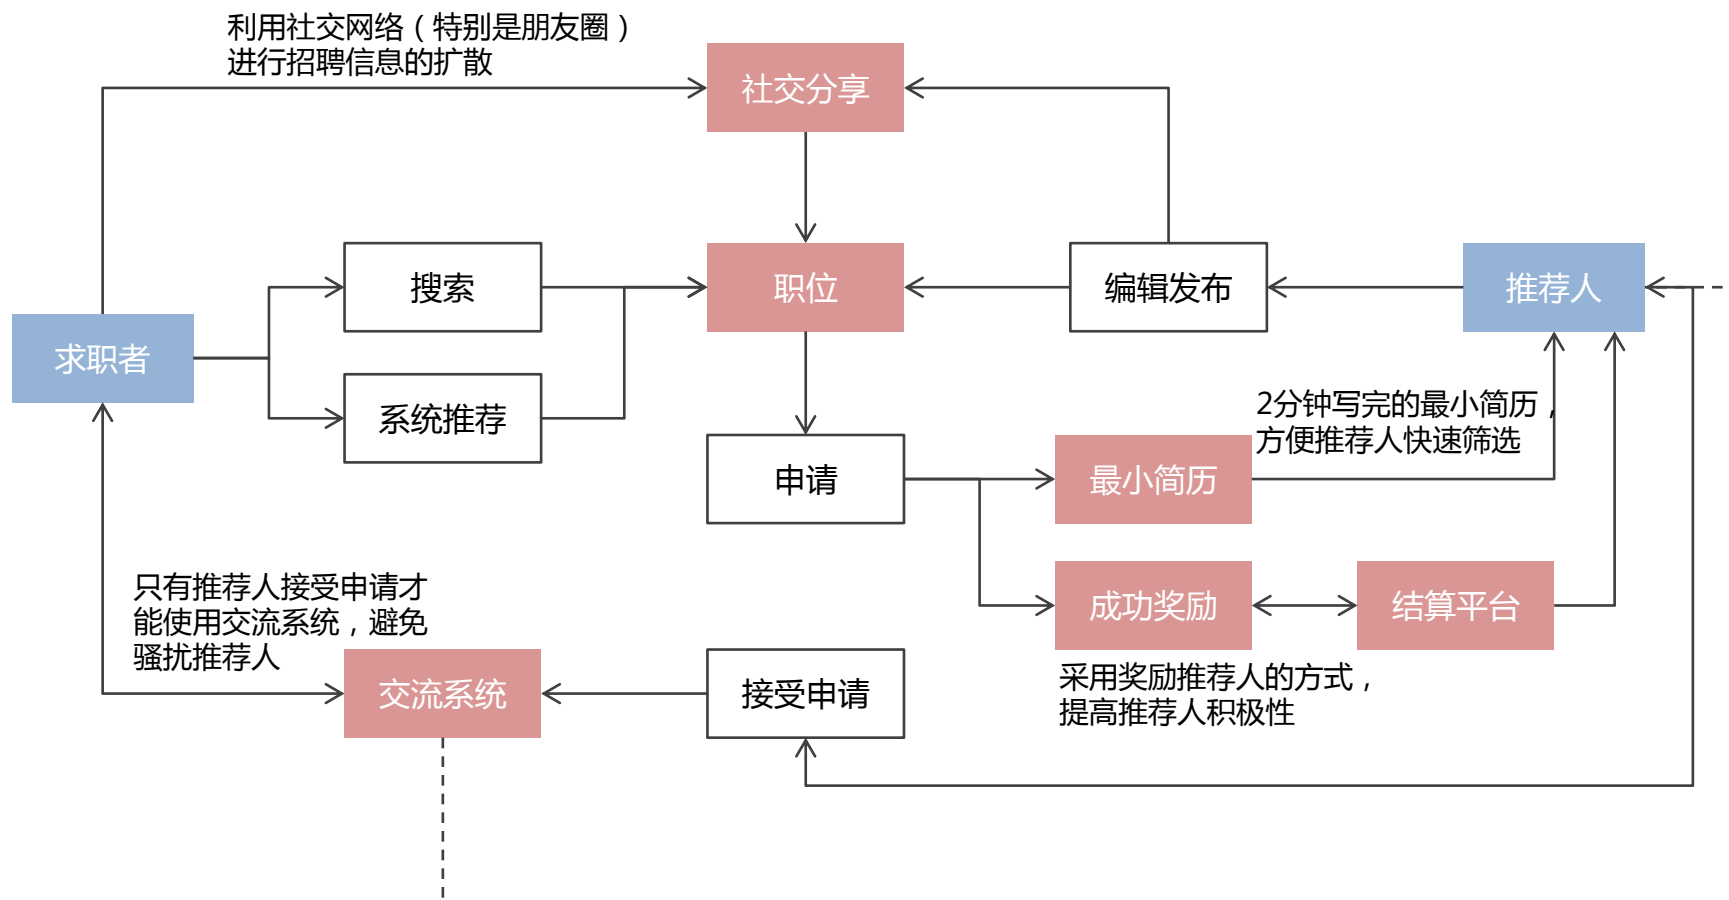 利用社交网络（特别是朋友圈）
进行招聘信息的扩散
社交分享
搜索
职位
编辑发布
推荐人
求职者
系统推荐
2分钟写完的最小简历，
方便推荐人快速筛选
申请
最小简历
只有推荐人接受申请才
能使用交流系统，避免
骚扰推荐人
成功奖励
结算平台
交流系统
接受申请
采用奖励推荐人的方式，
提高推荐人积极性